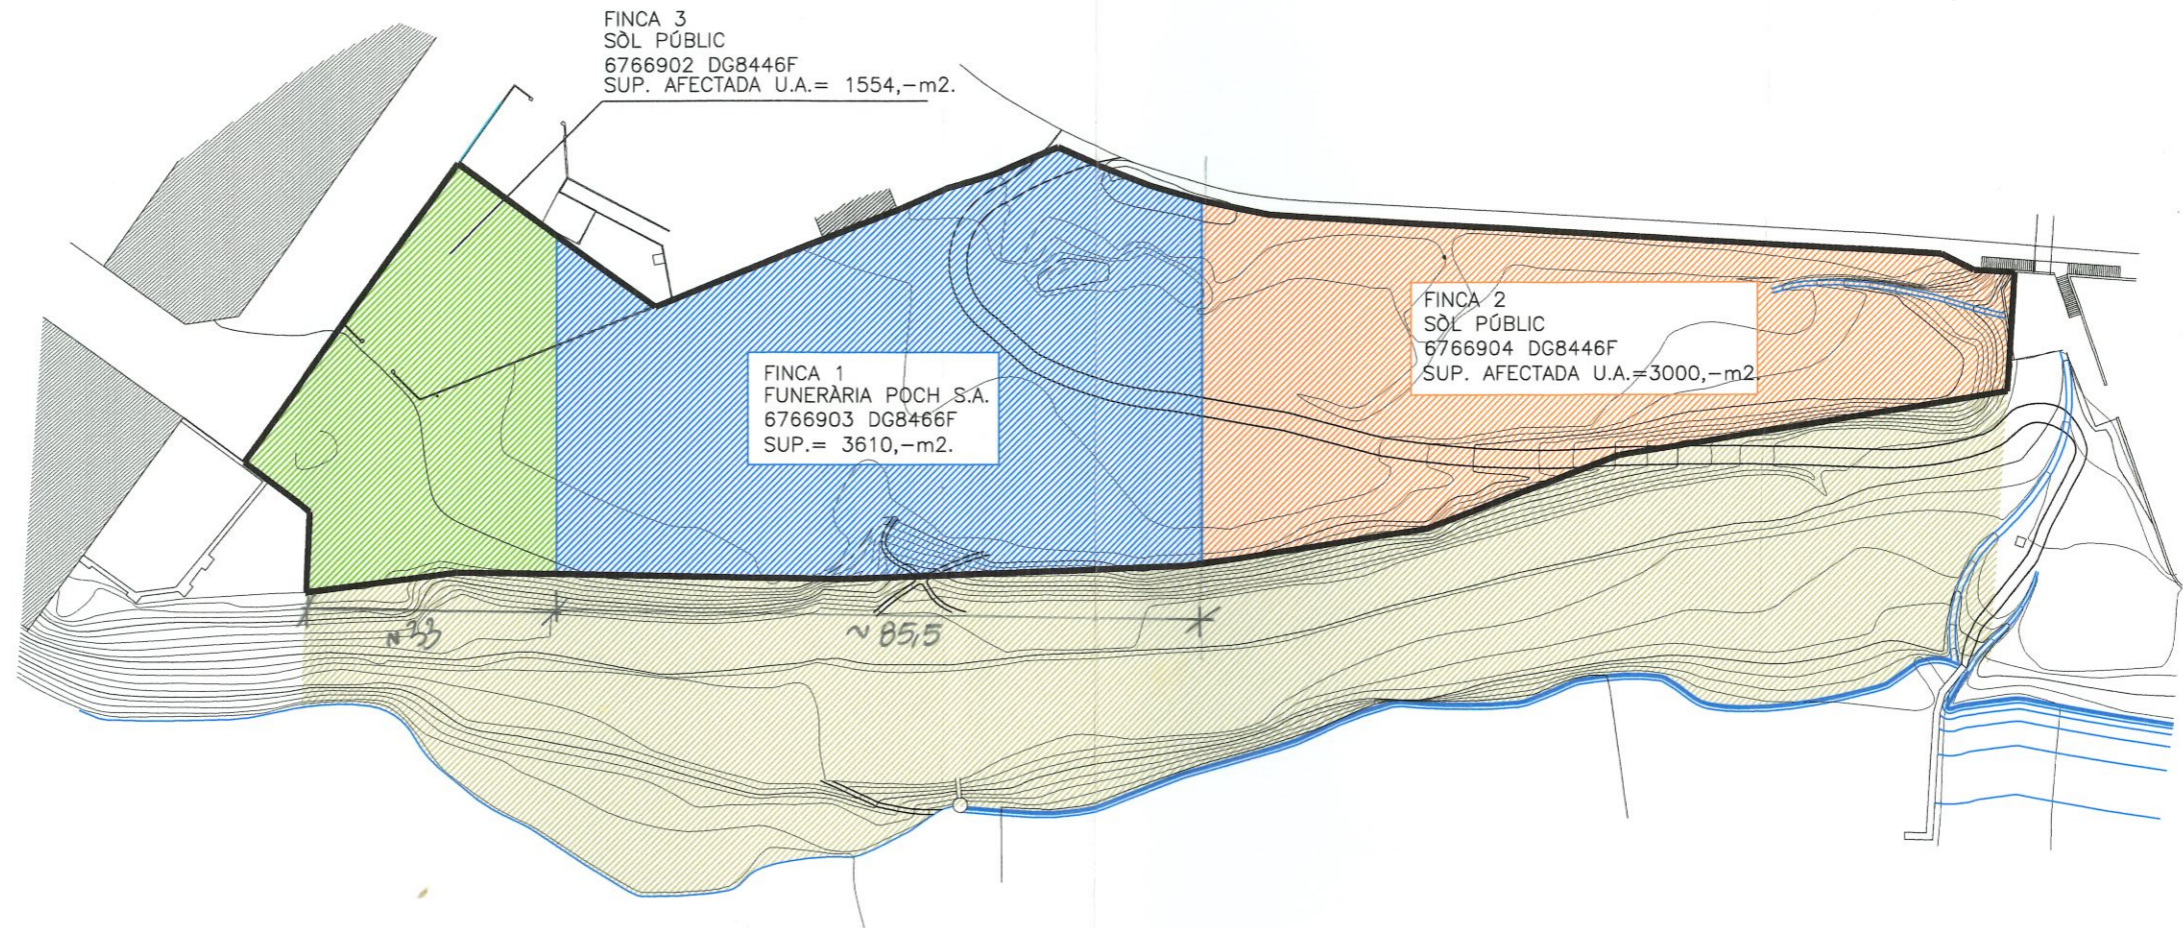 FINCA 3
SÒL PÚBLIC
6766902 DG8446F
SUP. AFECTADA U.A.= 1554,-m2.
FINCA 2
SÒL PÚBLIC
6766904 DG8446F
SUP. AFECTADA U.A.=3000,-m2.
FINCA 1
FUNERÀRIA POCH S.A.
6766903 DG8466F
SUP.= 3610,-m2.
~33
~85,5